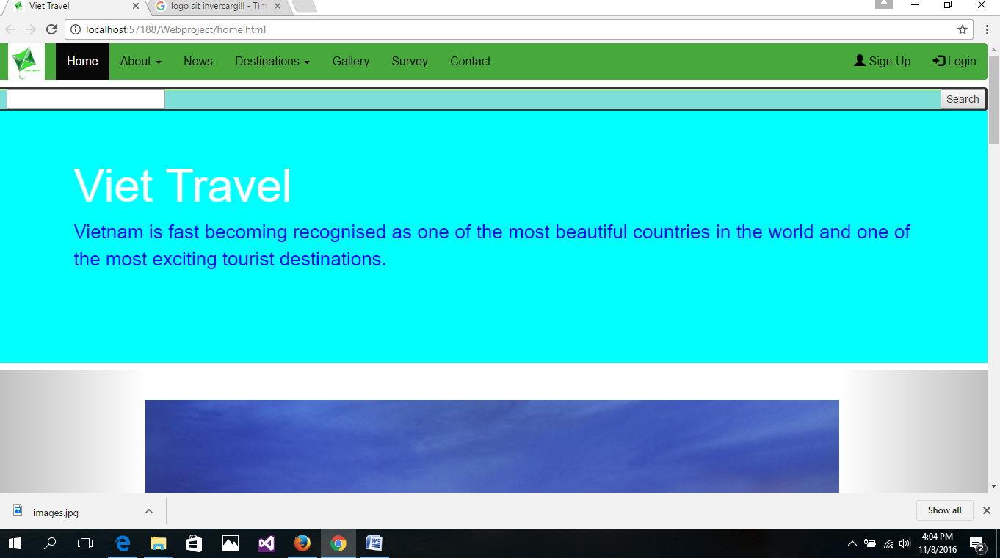 Viet Travel
logo sit invercargill - Tim
localhost:57188/Webproject/home.html
Home About News Destinations Gallery Survey Contact Sign Up Login
Search
Viet Travel
Vietnam is fast becoming recognised as one of the most beautiful countries in the world and one of
the most exciting tourist destinations.
images.jpg Show all
4:04 PM
11/8/2016
2